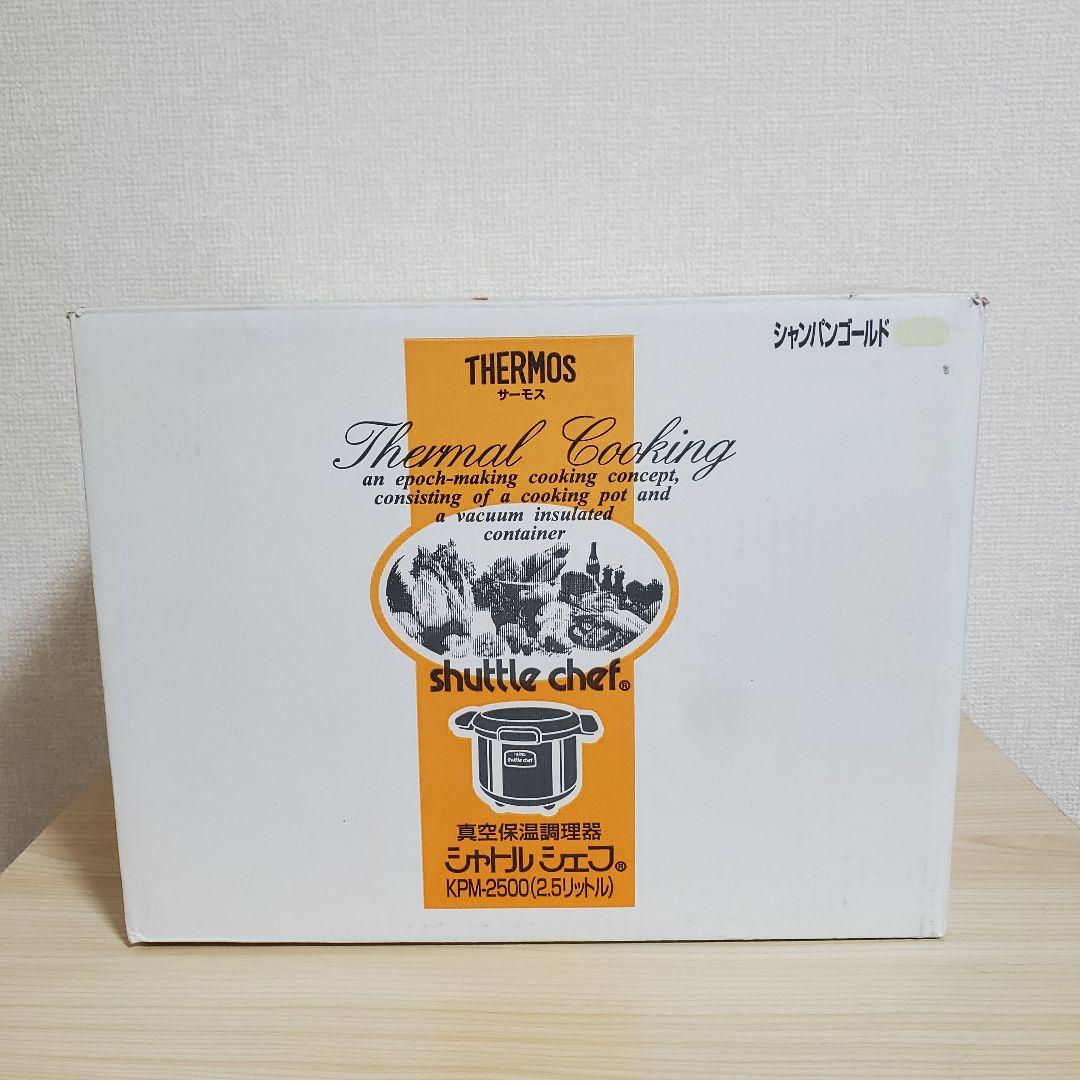 シャンパンゴールド
THERMOS
サーモス
Thermal Cooking
an epoch-making cooking concept,
consisting of a cooking pot and
a vacuum insulated
container
shuttle chef®
shuttle chef
真空保温調理器
シャトルシェフ®
KPM-2500(2.5リットル)